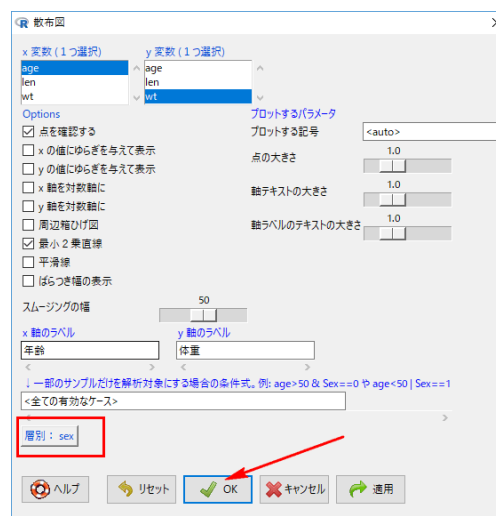 散布図
x 変数 (1つ選択) y 変数 (1つ選択)
age age
len len
wt wt
Options プロットするパラメータ
点を確認する プロットする記号 <auto>
x の値にゆらぎを与えて表示 点の大きさ 1.0
y の値にゆらぎを与えて表示
x 軸を対数軸に 軸テキストの大きさ 1.0
y 軸を対数軸に
周辺箱ひげ図 軸ラベルのテキストの大きさ 1.0
最小2乗直線
平滑線
ばらつき幅の表示
スムージングの幅 50
x 軸のラベル y 軸のラベル
年齢 体重
↓一部のサンプルだけを解析対象にする場合の条件式。例: age>50 & Sex==0 や age<50 | Sex==1
<全ての有効なケース>
層別: sex
ヘルプ リセット OK キャンセル 適用